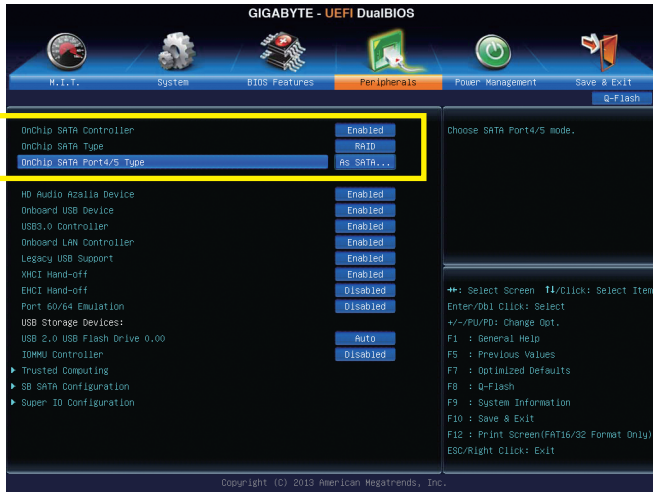 GIGABYTE - UEFI DualBIOS
M.I.T. System BIOS Features Peripherals Power Management Save & Exit
Q-Flash
OnChip SATA Controller Enabled
OnChip SATA Type RAID
OnChip SATA Port4/5 Type As SATA...
Choose SATA Port4/5 mode.
HD Audio Azalia Device Enabled
Onboard USB Device Enabled
USB3.0 Controller Enabled
Onboard LAN Controller Enabled
Legacy USB Support Enabled
XHCI Hand-off Enabled
EHCI Hand-off Disabled
Port 60/64 Emulation Disabled
USB Storage Devices:
USB 2.0 USB Flash Drive 0.00 Auto
IOMMU Controller Disabled
Trusted Computing
SB SATA Configuration
Super IO Configuration
↔: Select Screen ↑↓/Click: Select Item
Enter/Dbl Click: Select
+/-/PU/PD: Change Opt.
F1 : General Help
F5 : Previous Values
F7 : Optimized Defaults
F8 : Q-Flash
F9 : System Information
F10 : Save & Exit
F12 : Print Screen(FAT16/32 Format Only)
ESC/Right Click: Exit
Copyright (C) 2013 American Megatrends, Inc.